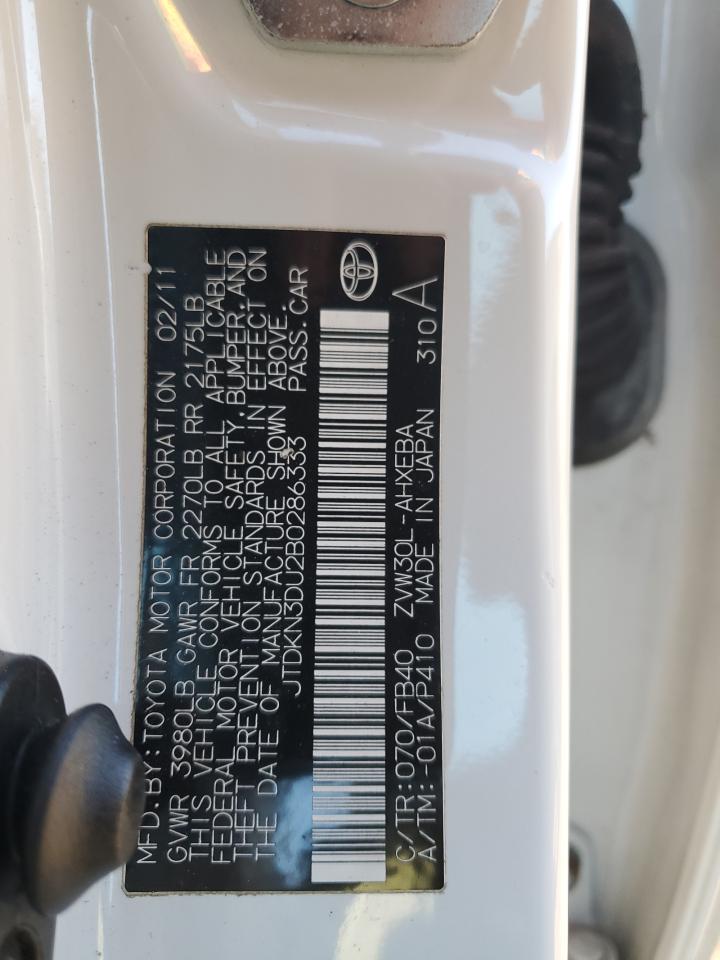 MFD.BY:TOYOTA MOTOR CORPORATION 02/11
GVWR 3980LB GAWR FR 2270LB RR 2175LB
THIS VEHICLE CONFORMS TO ALL APPLICABLE
FEDERAL MOTOR VEHICLE SAFETY,BUMPER,AND
THEFT PREVENTION STANDARDS IN EFFECT ON
THE DATE OF MANUFACTURE SHOWN ABOVE.
JTDKN3DU2B0286333 PASS.CAR
C/TR:070/FB40 ZVW30L-AHXEBA
A/TM:-01A/P410 MADE IN JAPAN 310A